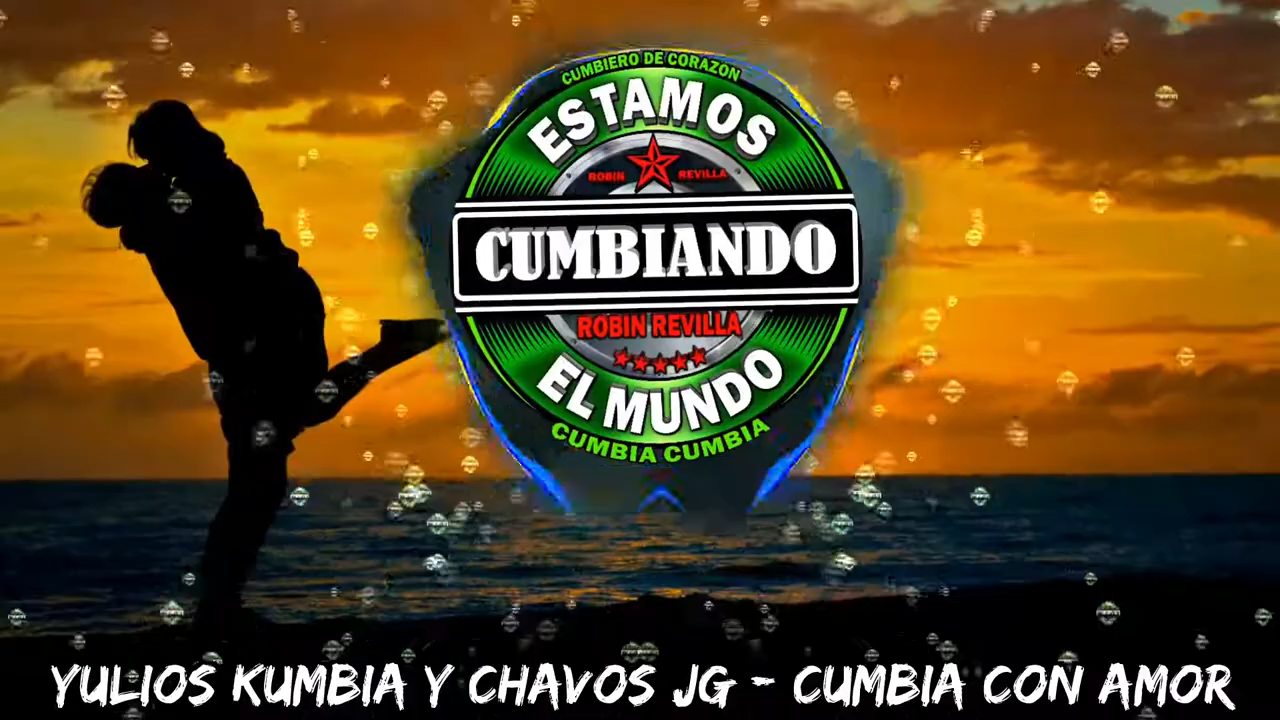 CUMBIERO DE CORAZÓN
ESTAMOS
ROBIN REVILLA
CUMBIANDO
ROBIN REVILLA
EL MUNDO
CUMBIA CUMBIA
YULIOS KUMBIA Y CHAVOS JG - CUMBIA CON AMOR